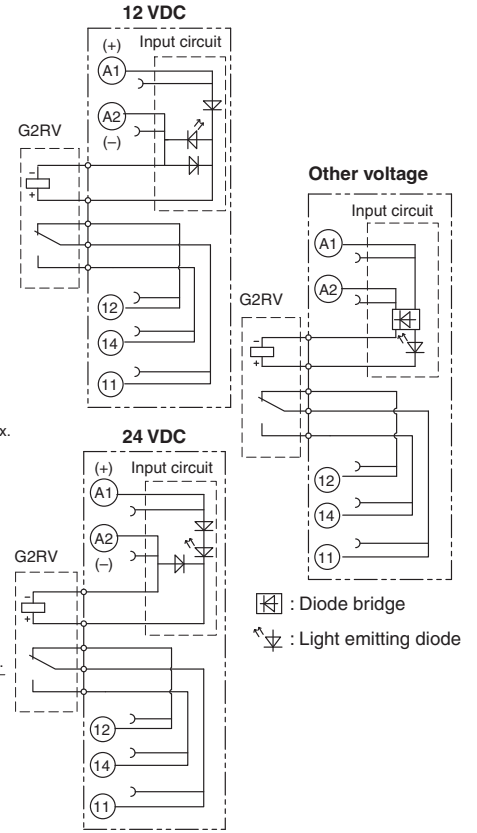 12 VDC
(+)
Input circuit
A1
A2
(–)
G2RV
–
+
12
14
11
Other voltage
Input circuit
A1
A2
G2RV
–
+
12
14
11
x.
24 VDC
(+)
Input circuit
A1
A2
(–)
G2RV
–
+
.
12
14
11
: Diode bridge
: Light emitting diode